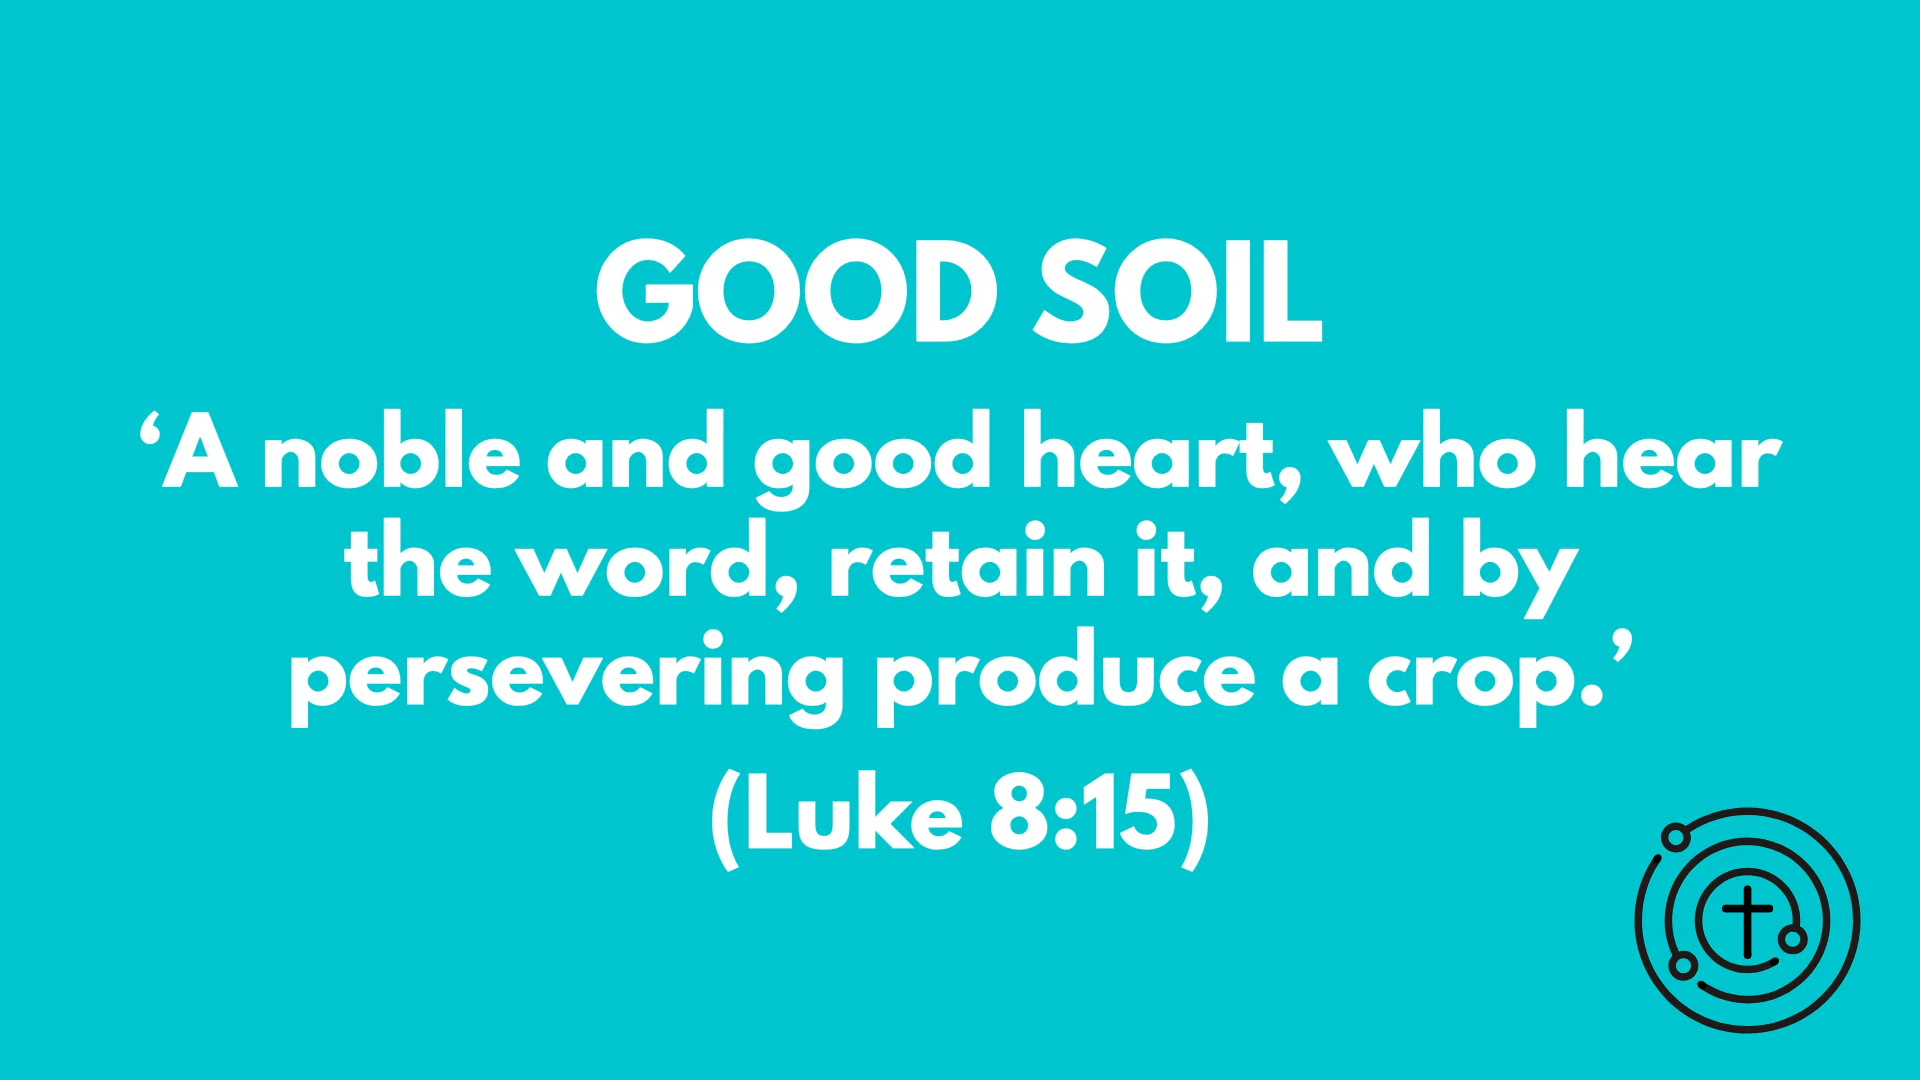 GOOD SOIL
‘A noble and good heart, who hear
the word, retain it, and by
persevering produce a crop.’
(Luke 8:15)